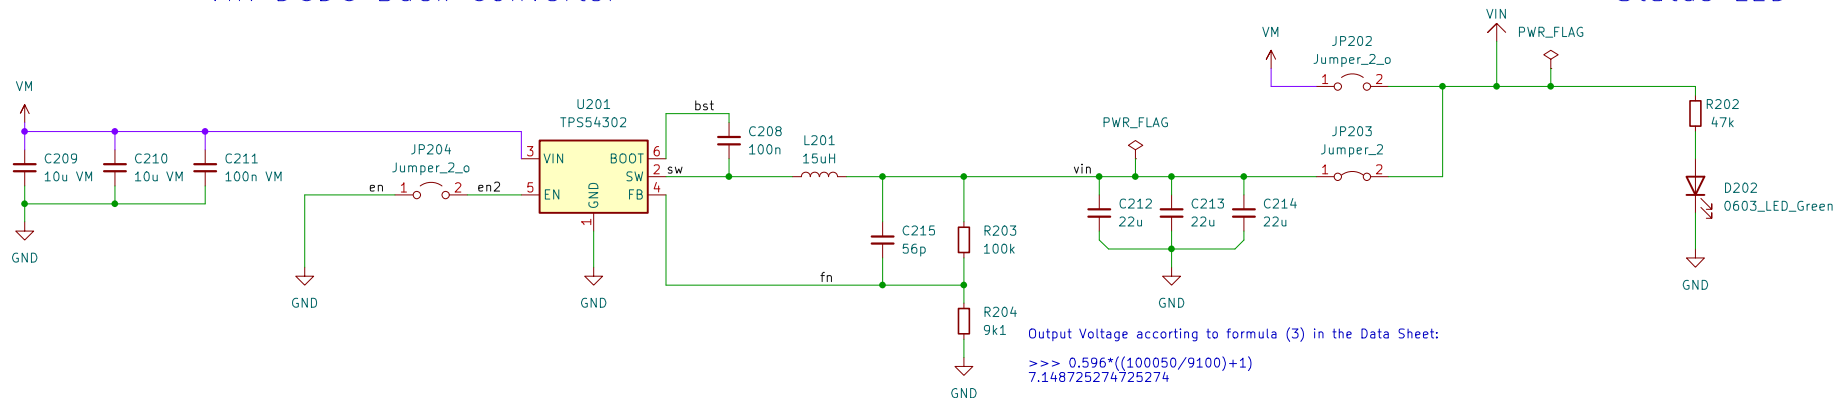 VIN
VM
PWR_FLAG
JP202
Jumper_2_o
1 2
VM
U201
TPS54302
bst
R202
47k
PWR_FLAG
JP203
Jumper_2
C208
100n
L201
15uH
JP204
Jumper_2_o
C209
10u VM
C210
10u VM
C211
100n VM
3 VIN
BOOT 6
SW 2
sw
vin
1 2
en
1 2
en2
5 EN
GND
FB 4
1
D202
0603_LED_Green
C212
22u
C213
22u
C214
22u
C215
56p
R203
100k
GND
fn
GND
GND
GND
GND
R204
9k1
Output Voltage accorting to formula (3) in the Data Sheet:
>>> 0.596*((100050/9100)+1)
7.148725274725274
GND